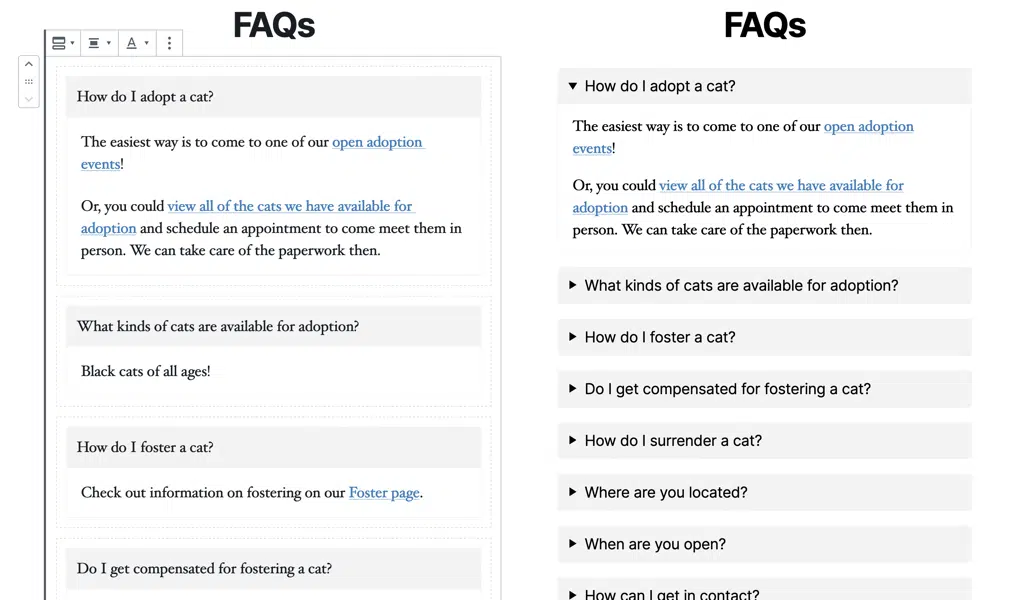 FAQs
A
How do I adopt a cat?
The easiest way is to come to one of our open adoption
events!
Or, you could view all of the cats we have available for
adoption and schedule an appointment to come meet them in
person. We can take care of the paperwork then.
What kinds of cats are available for adoption?
Black cats of all ages!
How do I foster a cat?
Check out information on fostering on our Foster page.
Do I get compensated for fostering a cat?
FAQs
How do I adopt a cat?
The easiest way is to come to one of our open adoption
events!
Or, you could view all of the cats we have available for
adoption and schedule an appointment to come meet them in
person. We can take care of the paperwork then.
What kinds of cats are available for adoption?
How do I foster a cat?
Do I get compensated for fostering a cat?
How do I surrender a cat?
Where are you located?
When are you open?
How can I get in contact?